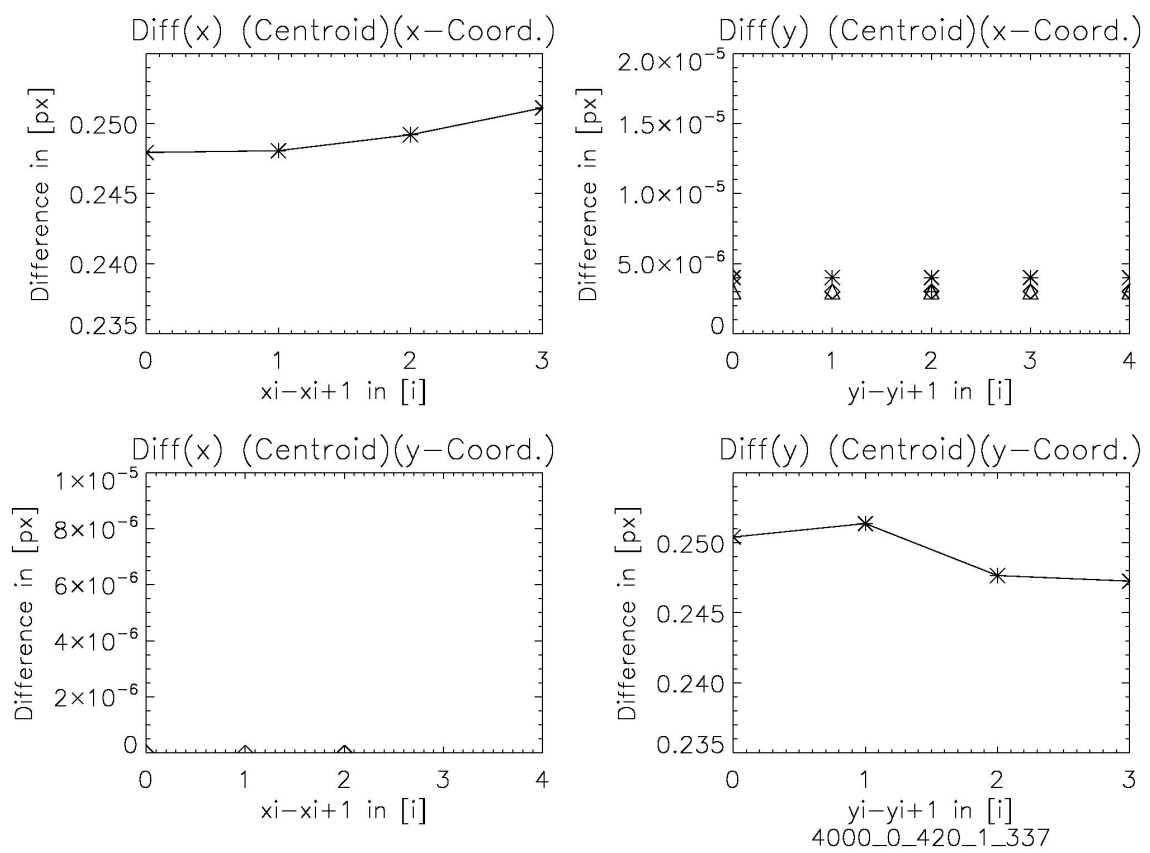 Diff(x) (Centroid)(x-Coord.)
Difference in [px]
0.250
0.245
0.240
0.235
0 1 2 3
xi-xi+1 in [i]
Diff(y) (Centroid)(x-Coord.)
Difference in [px]
2.0×10⁻⁵
1.5×10⁻⁵
1.0×10⁻⁵
5.0×10⁻⁶
0
0 1 2 3 4
yi-yi+1 in [i]
Diff(x) (Centroid)(y-Coord.)
Difference in [px]
1×10⁻⁵
8×10⁻⁶
6×10⁻⁶
4×10⁻⁶
2×10⁻⁶
0
0 1 2 3 4
xi-xi+1 in [i]
Diff(y) (Centroid)(y-Coord.)
Difference in [px]
0.250
0.245
0.240
0.235
0 1 2 3
yi-yi+1 in [i]
4000_0_420_1_337